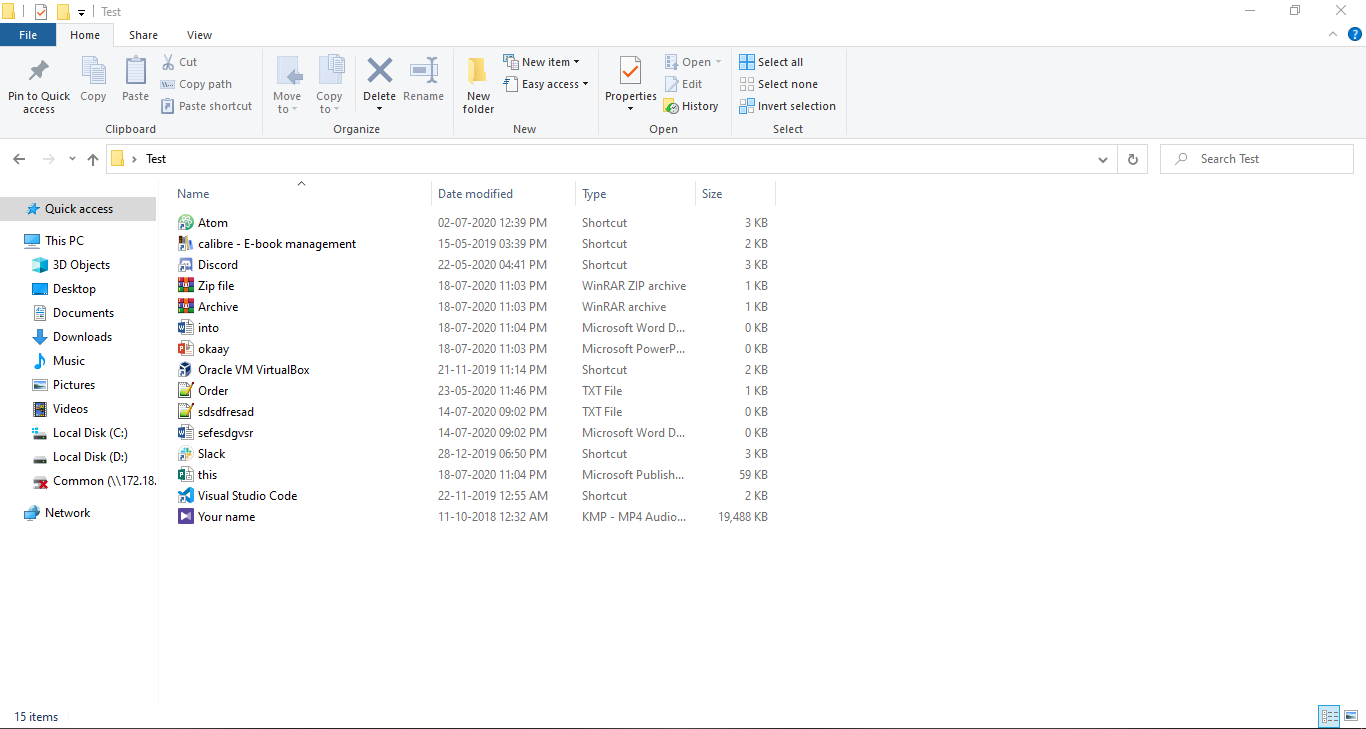 Test
File Home Share View
Pin to Quick access
Copy
Paste
Cut
Copy path
Paste shortcut
Clipboard
Move to
Copy to
Delete
Rename
Organize
New folder
New item
Easy access
New
Properties
Open
Edit
History
Open
Select all
Select none
Invert selection
Select
Test
Search Test
Quick access
This PC
3D Objects
Desktop
Documents
Downloads
Music
Pictures
Videos
Local Disk (C:)
Local Disk (D:)
Common (\\172.18.
Network
Name Date modified Type Size
Atom 02-07-2020 12:39 PM Shortcut 3 KB
calibre - E-book management 15-05-2019 03:39 PM Shortcut 2 KB
Discord 22-05-2020 04:41 PM Shortcut 3 KB
Zip file 18-07-2020 11:03 PM WinRAR ZIP archive 1 KB
Archive 18-07-2020 11:03 PM WinRAR archive 1 KB
into 18-07-2020 11:04 PM Microsoft Word D... 0 KB
okaay 18-07-2020 11:03 PM Microsoft PowerP... 0 KB
Oracle VM VirtualBox 21-11-2019 11:14 PM Shortcut 2 KB
Order 23-05-2020 11:46 PM TXT File 1 KB
sdsdfresad 14-07-2020 09:02 PM TXT File 0 KB
sefesdgvsr 14-07-2020 09:02 PM Microsoft Word D... 0 KB
Slack 28-12-2019 06:50 PM Shortcut 3 KB
this 18-07-2020 11:04 PM Microsoft Publish... 59 KB
Visual Studio Code 22-11-2019 12:55 AM Shortcut 2 KB
Your name 11-10-2018 12:32 AM KMP - MP4 Audio... 19,488 KB
15 items